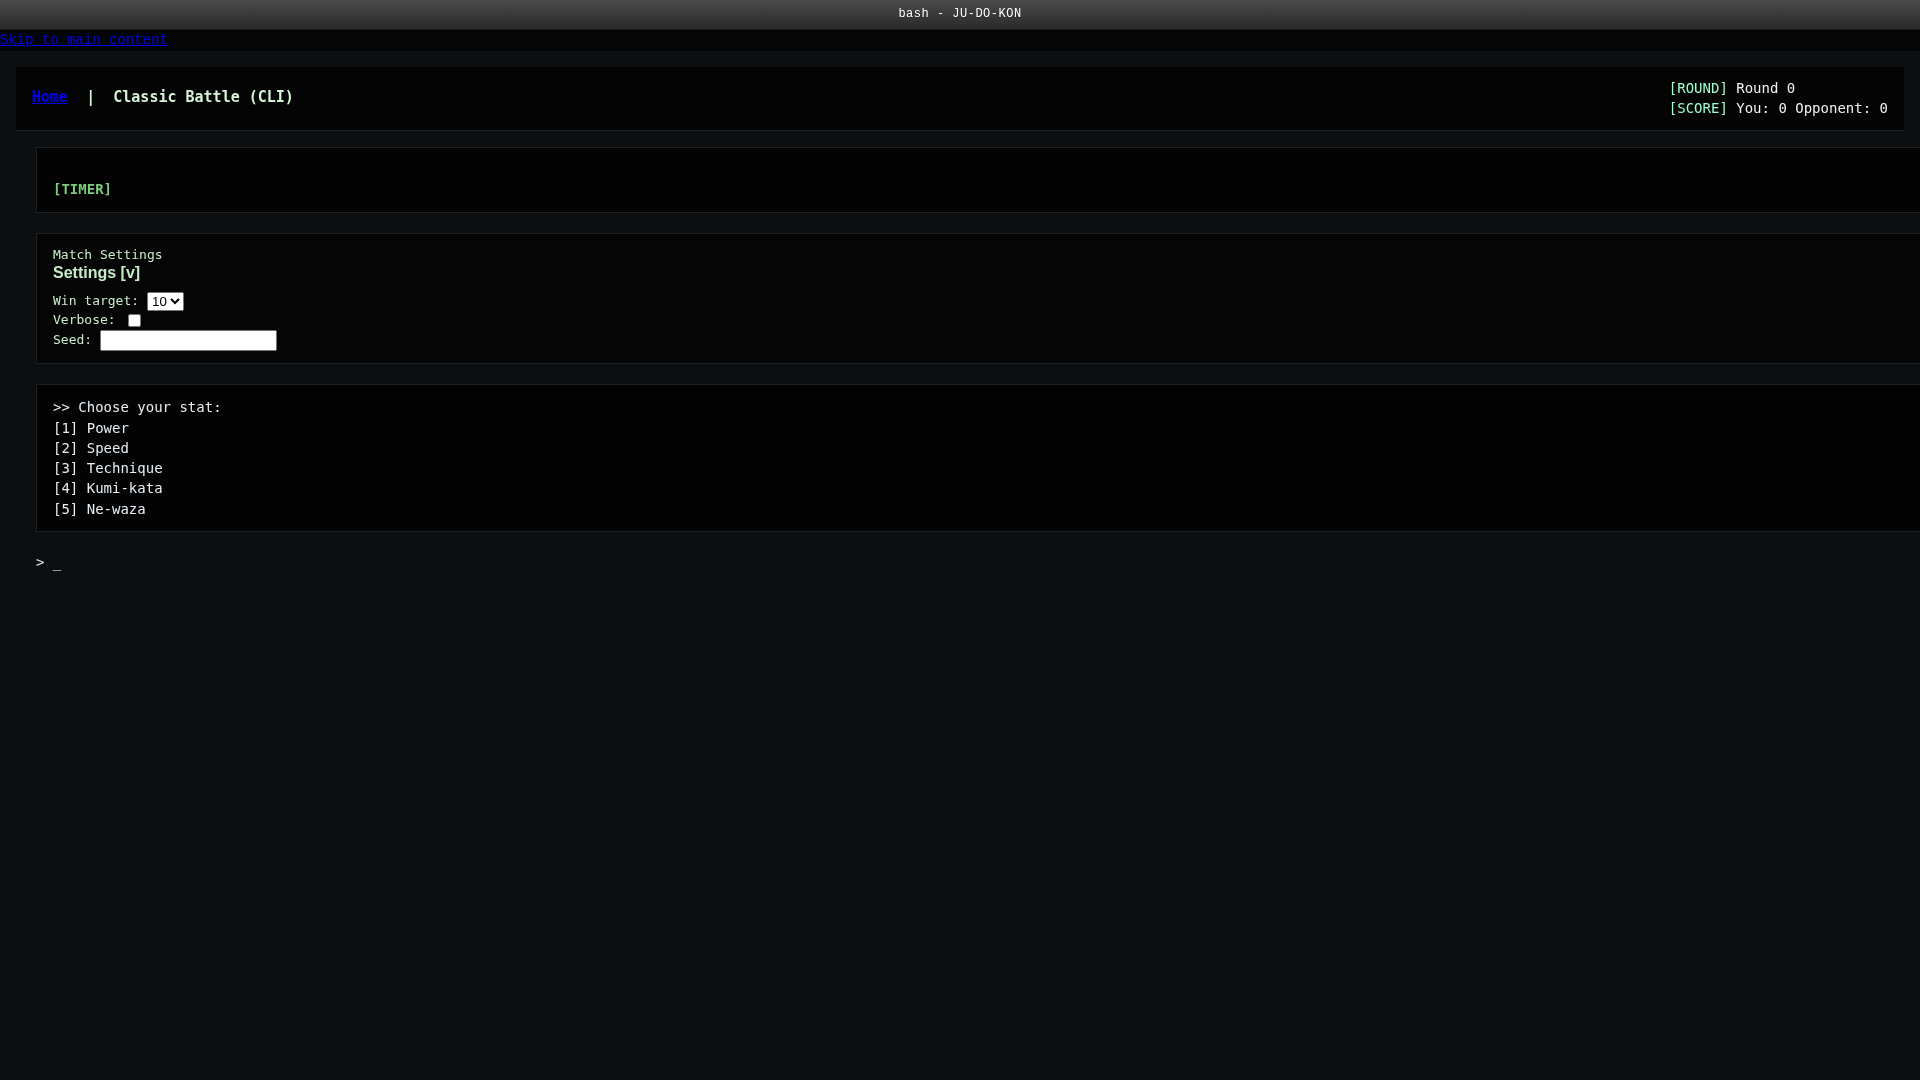 bash - JU-DO-KON
Skip to main content
Home | Classic Battle (CLI)
[ROUND] Round 0
[SCORE] You: 0 Opponent: 0
[TIMER]
Match Settings
Settings [v]
Win target: 10
Verbose:
Seed:
>> Choose your stat:
[1] Power
[2] Speed
[3] Technique
[4] Kumi-kata
[5] Ne-waza
> _